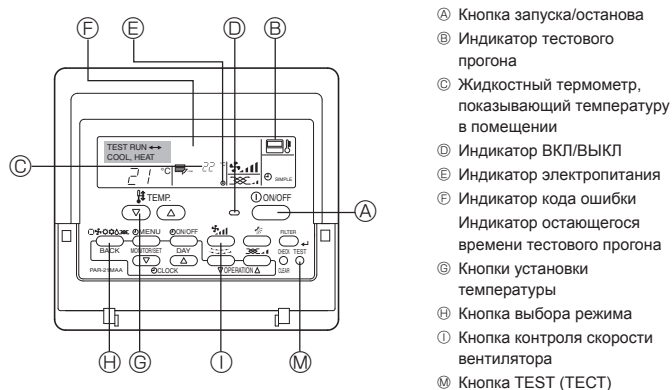 Ⓕ Ⓔ Ⓓ Ⓑ
TEST RUN
COOL, HEAT
Ⓒ
22 °C
21 °C
SIMPLE
TEMP.
ON/OFF
Ⓐ
MENU
ON/OFF
FILTER
BACK
MONITOR/SET
DAY
CHECK TEST
PAR-21MAA
CLOCK
OPERATION
CLEAR
Ⓗ Ⓖ Ⓘ Ⓜ
Ⓐ Кнопка запуска/останова
Ⓑ Индикатор тестового
прогона
Ⓒ Жидкостный термометр,
показывающий температуру
в помещении
Ⓓ Индикатор ВКЛ/ВЫКЛ
Ⓔ Индикатор электропитания
Ⓕ Индикатор кода ошибки
Индикатор остающегося
времени тестового прогона
Ⓖ Кнопки установки
температуры
Ⓗ Кнопка выбора режима
Ⓘ Кнопка контроля скорости
вентилятора
Ⓜ Кнопка TEST (ТЕСТ)